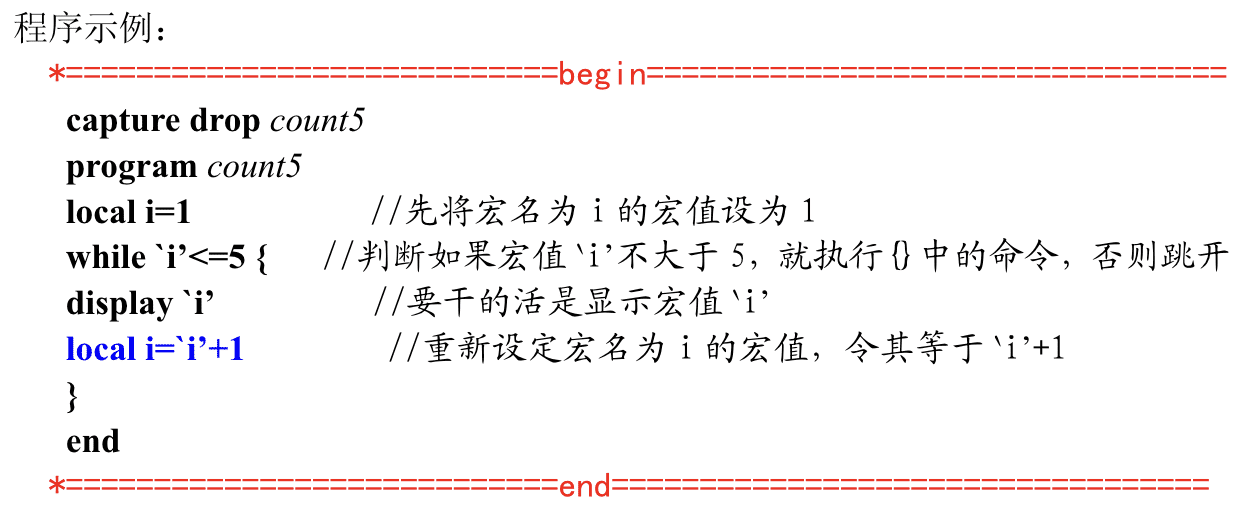 程序示例：
*============================begin=================================
capture drop count5
program count5
local i=1 //先将宏名为 i 的宏值设为 1
while `i’<=5 { //判断如果宏值`i’不大于 5，就执行{}中的命令，否则跳开
display `i’ //要干的活是显示宏值`i’
local i=`i’+1 //重新设定宏名为 i 的宏值，令其等于`i’+1
}
end
*============================end==================================